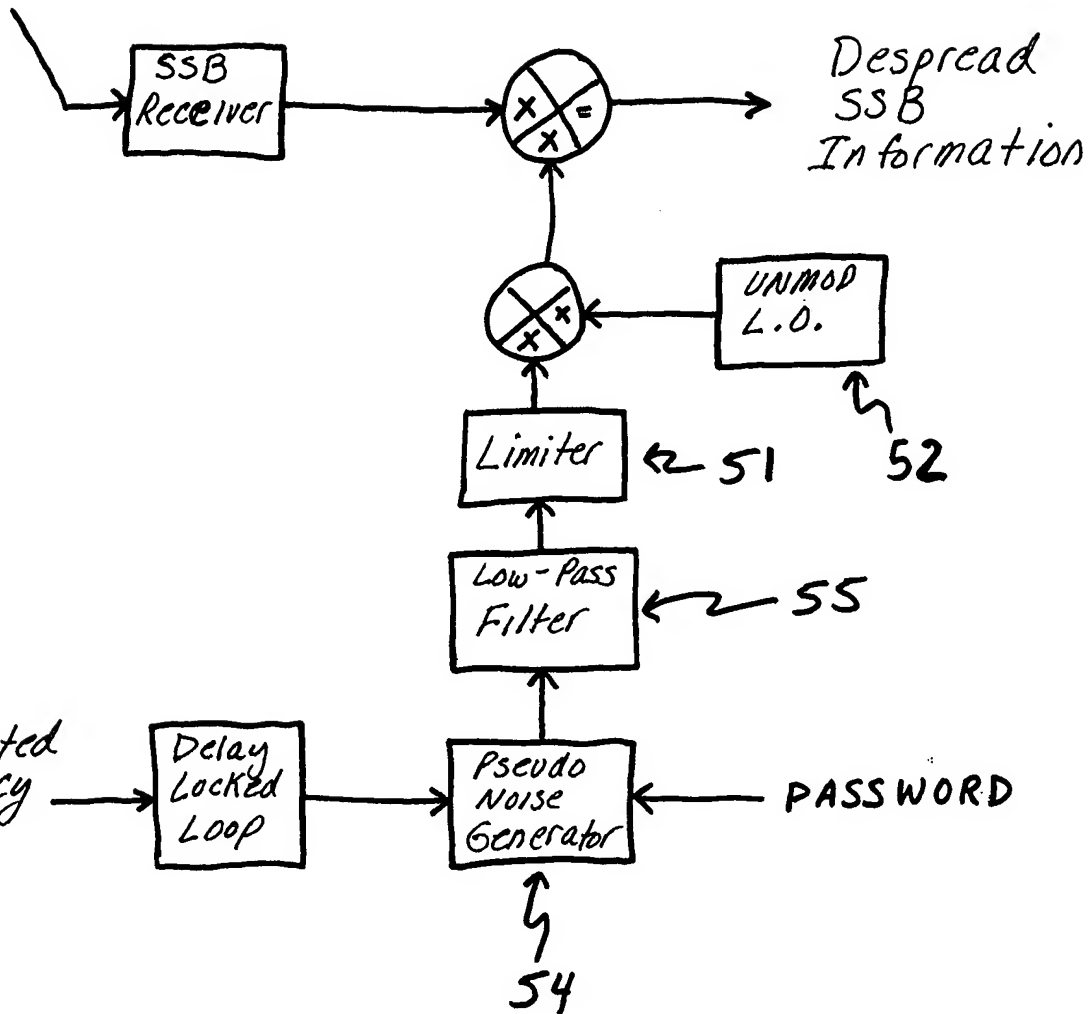 SSB
Receiver
x =
x
Despread
SSB
Information
x
x
UNMOD
L.O.
52
Limiter
51
Low-Pass
Filter
55
ted
cy
Delay
Locked
Loop
Pseudo
Noise
Generator
PASSWORD
54